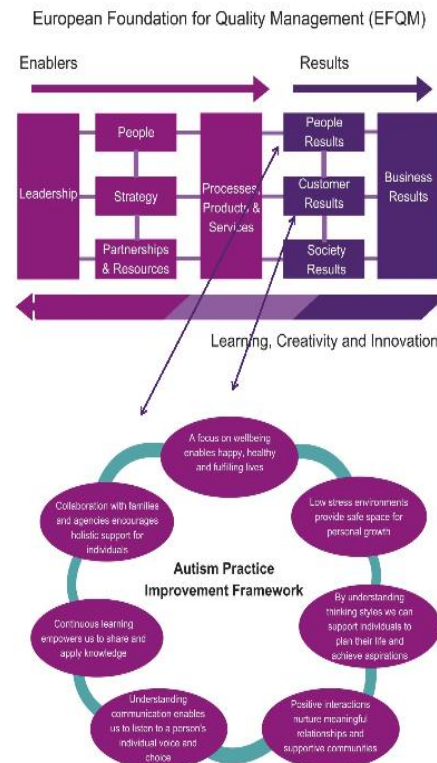 European Foundation for Quality Management (EFQM)
Enablers
Results
Leadership
People
Strategy
Partnerships
& Resources
Processes,
Products &
Services
People
Results
Customer
Results
Society
Results
Business
Results
Learning, Creativity and Innovation
A focus on wellbeing
enables happy, healthy
and fulfilling lives
Low stress environments
provide safe space for
personal growth
By understanding
thinking styles we can
support individuals to
plan their life and
achieve aspirations
Positive interactions
nurture meaningful
relationships and
supportive communities
Understanding
communication enables
us to listen to a person's
individual voice and
choice
Continuous learning
empowers us to share and
apply knowledge
Collaboration with families
and agencies encourages
holistic support for
individuals
Autism Practice
Improvement Framework